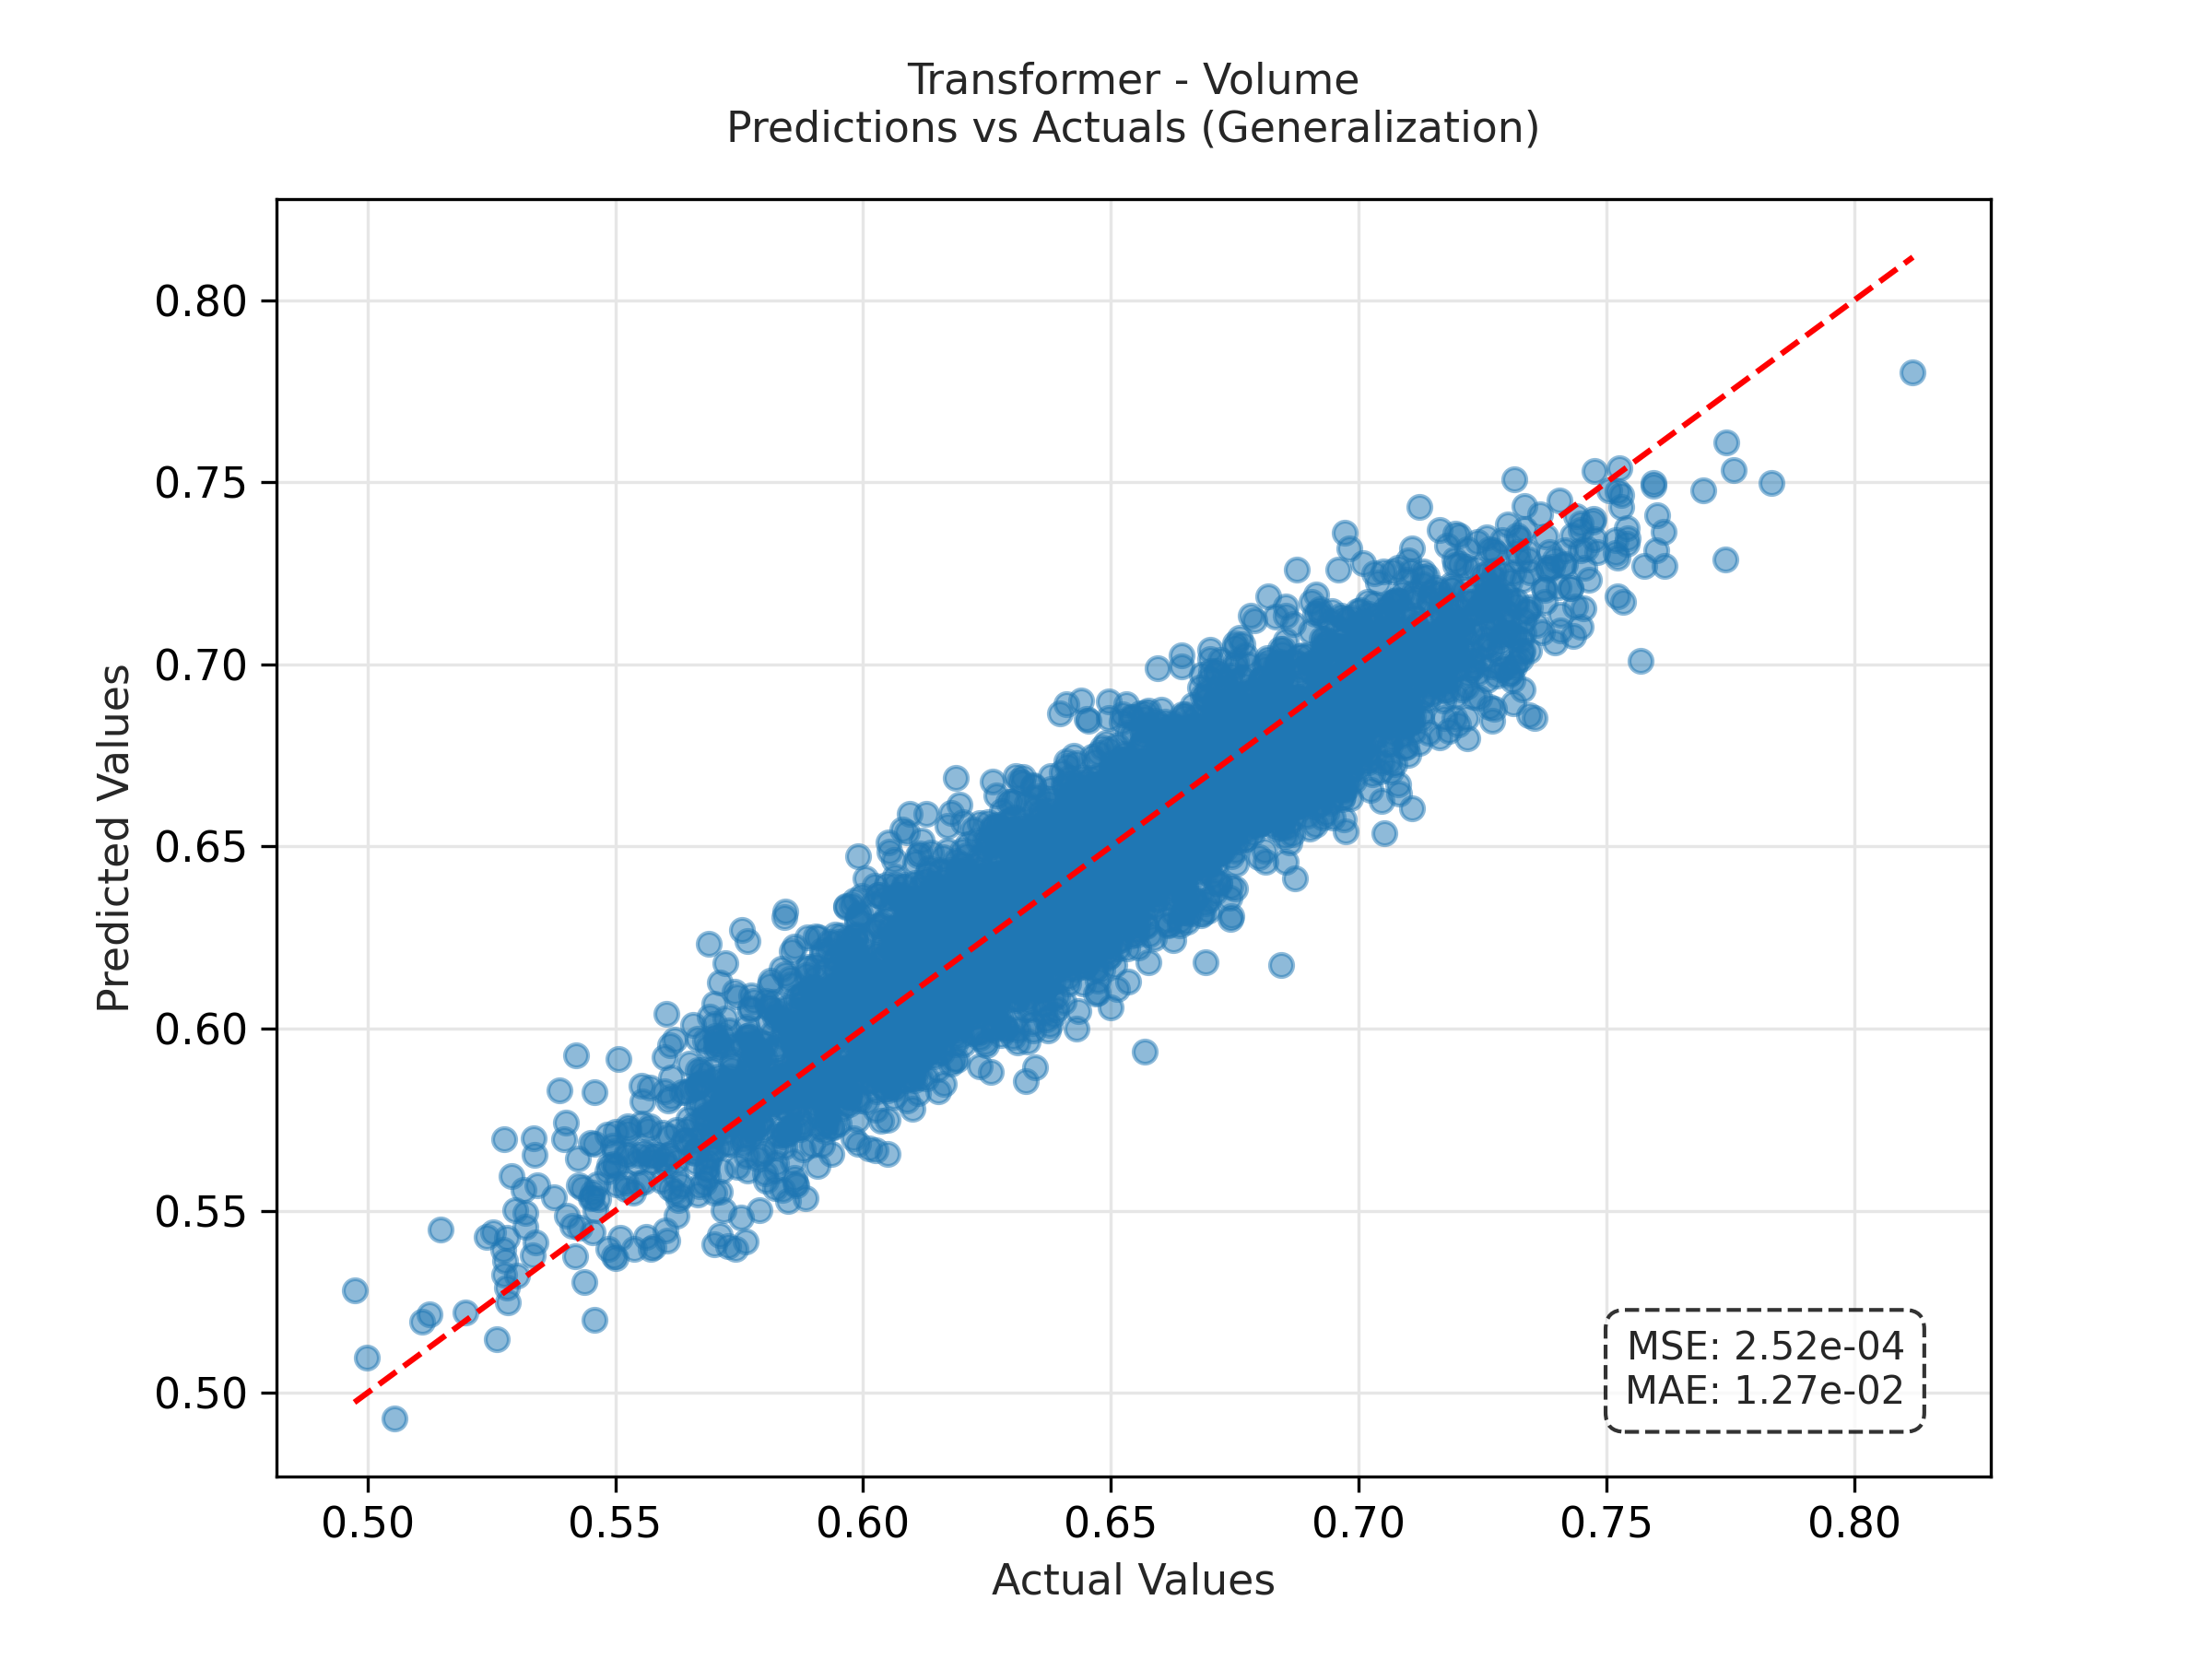 Transformer - Volume
Predictions vs Actuals (Generalization)
Predicted Values
0.80
0.75
0.70
0.65
0.60
0.55
0.50
MSE: 2.52e-04
MAE: 1.27e-02
0.50 0.55 0.60 0.65 0.70 0.75 0.80
Actual Values